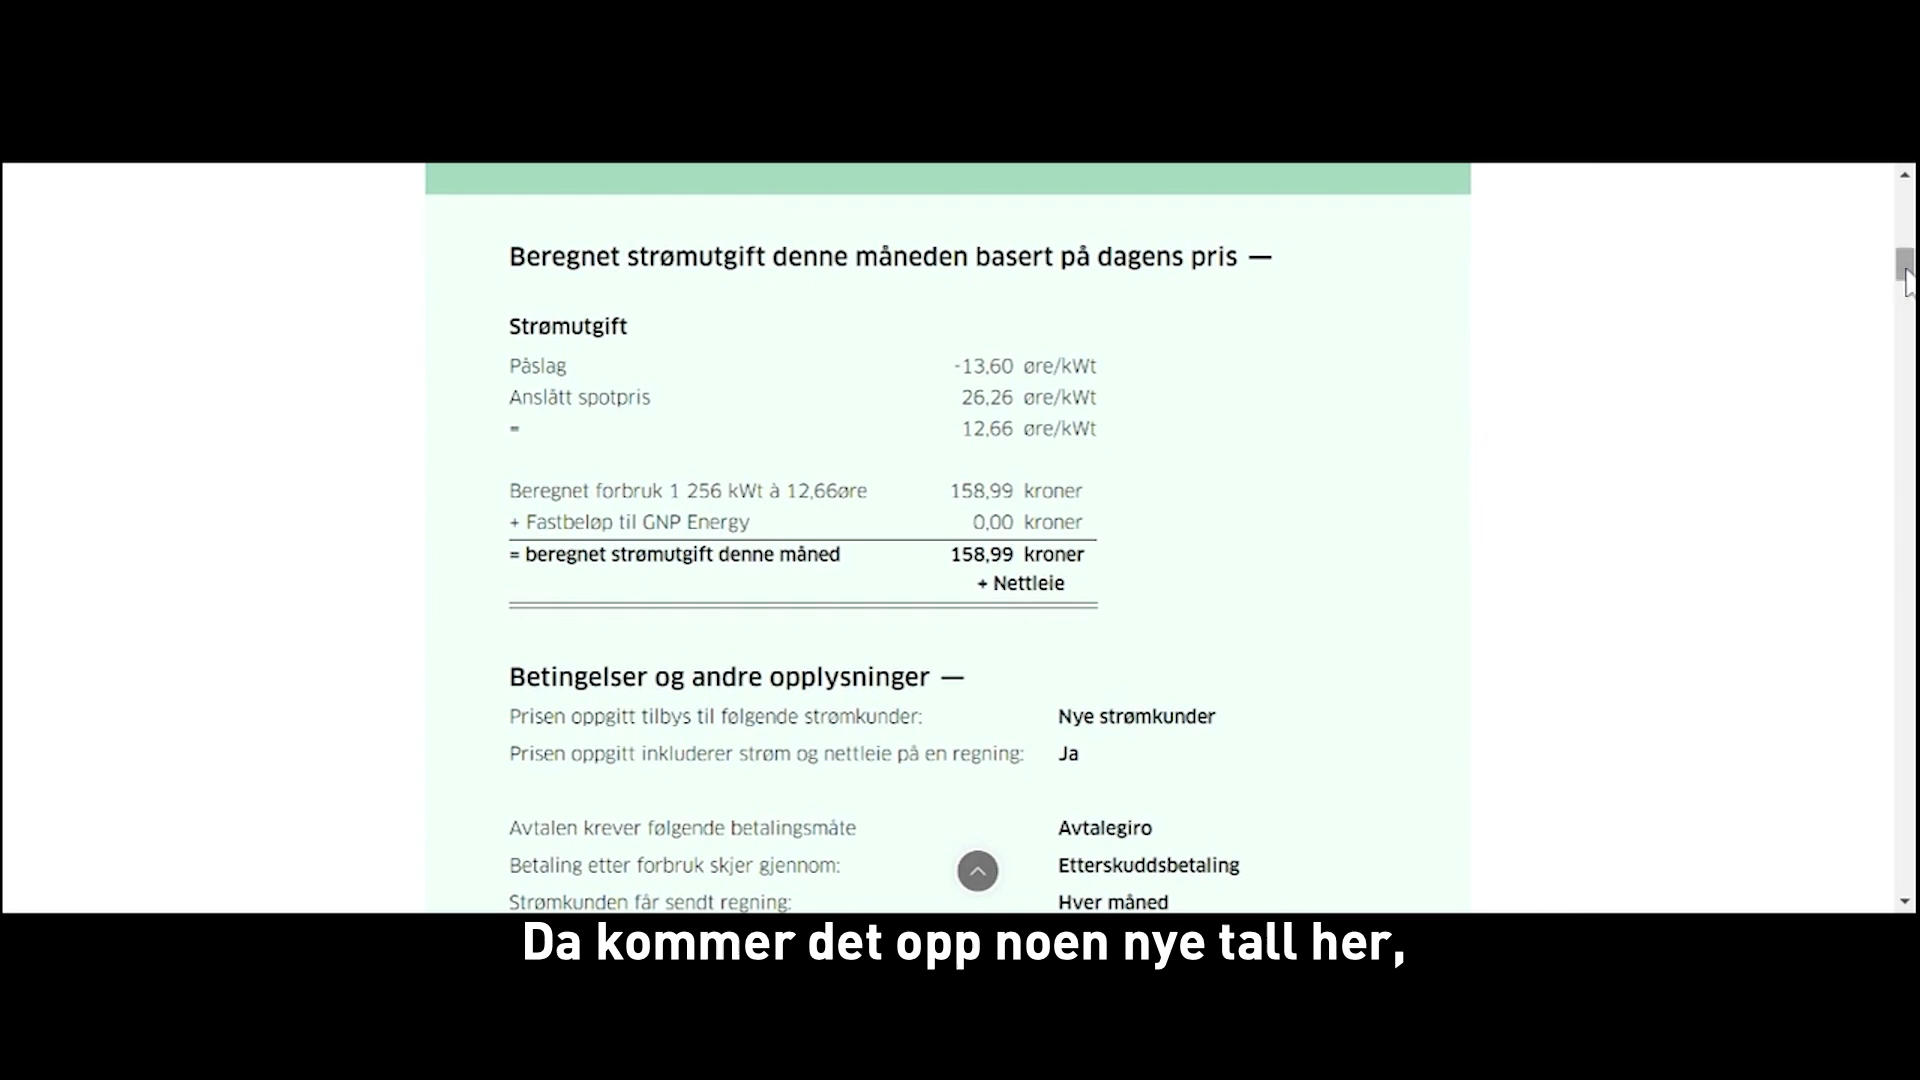 Beregnet strømutgift denne måneden basert på dagens pris —
Strømutgift
Påslag -13,60 øre/kWt
Anslått spotpris 26,26 øre/kWt
= 12,66 øre/kWt
Beregnet forbruk 1 256 kWt à 12,66øre 158,99 kroner
+ Fastbeløp til GNP Energy 0,00 kroner
= beregnet strømutgift denne måned 158,99 kroner
+ Nettleie
Betingelser og andre opplysninger —
Prisen oppgitt tilbys til følgende strømkunder: Nye strømkunder
Prisen oppgitt inkluderer strøm og nettleie på en regning: Ja
Avtalen krever følgende betalingsmåte Avtalegiro
Betaling etter forbruk skjer gjennom: Etterskuddsbetaling
Strømkunden får sendt regning: Hver måned
Da kommer det opp noen nye tall her,